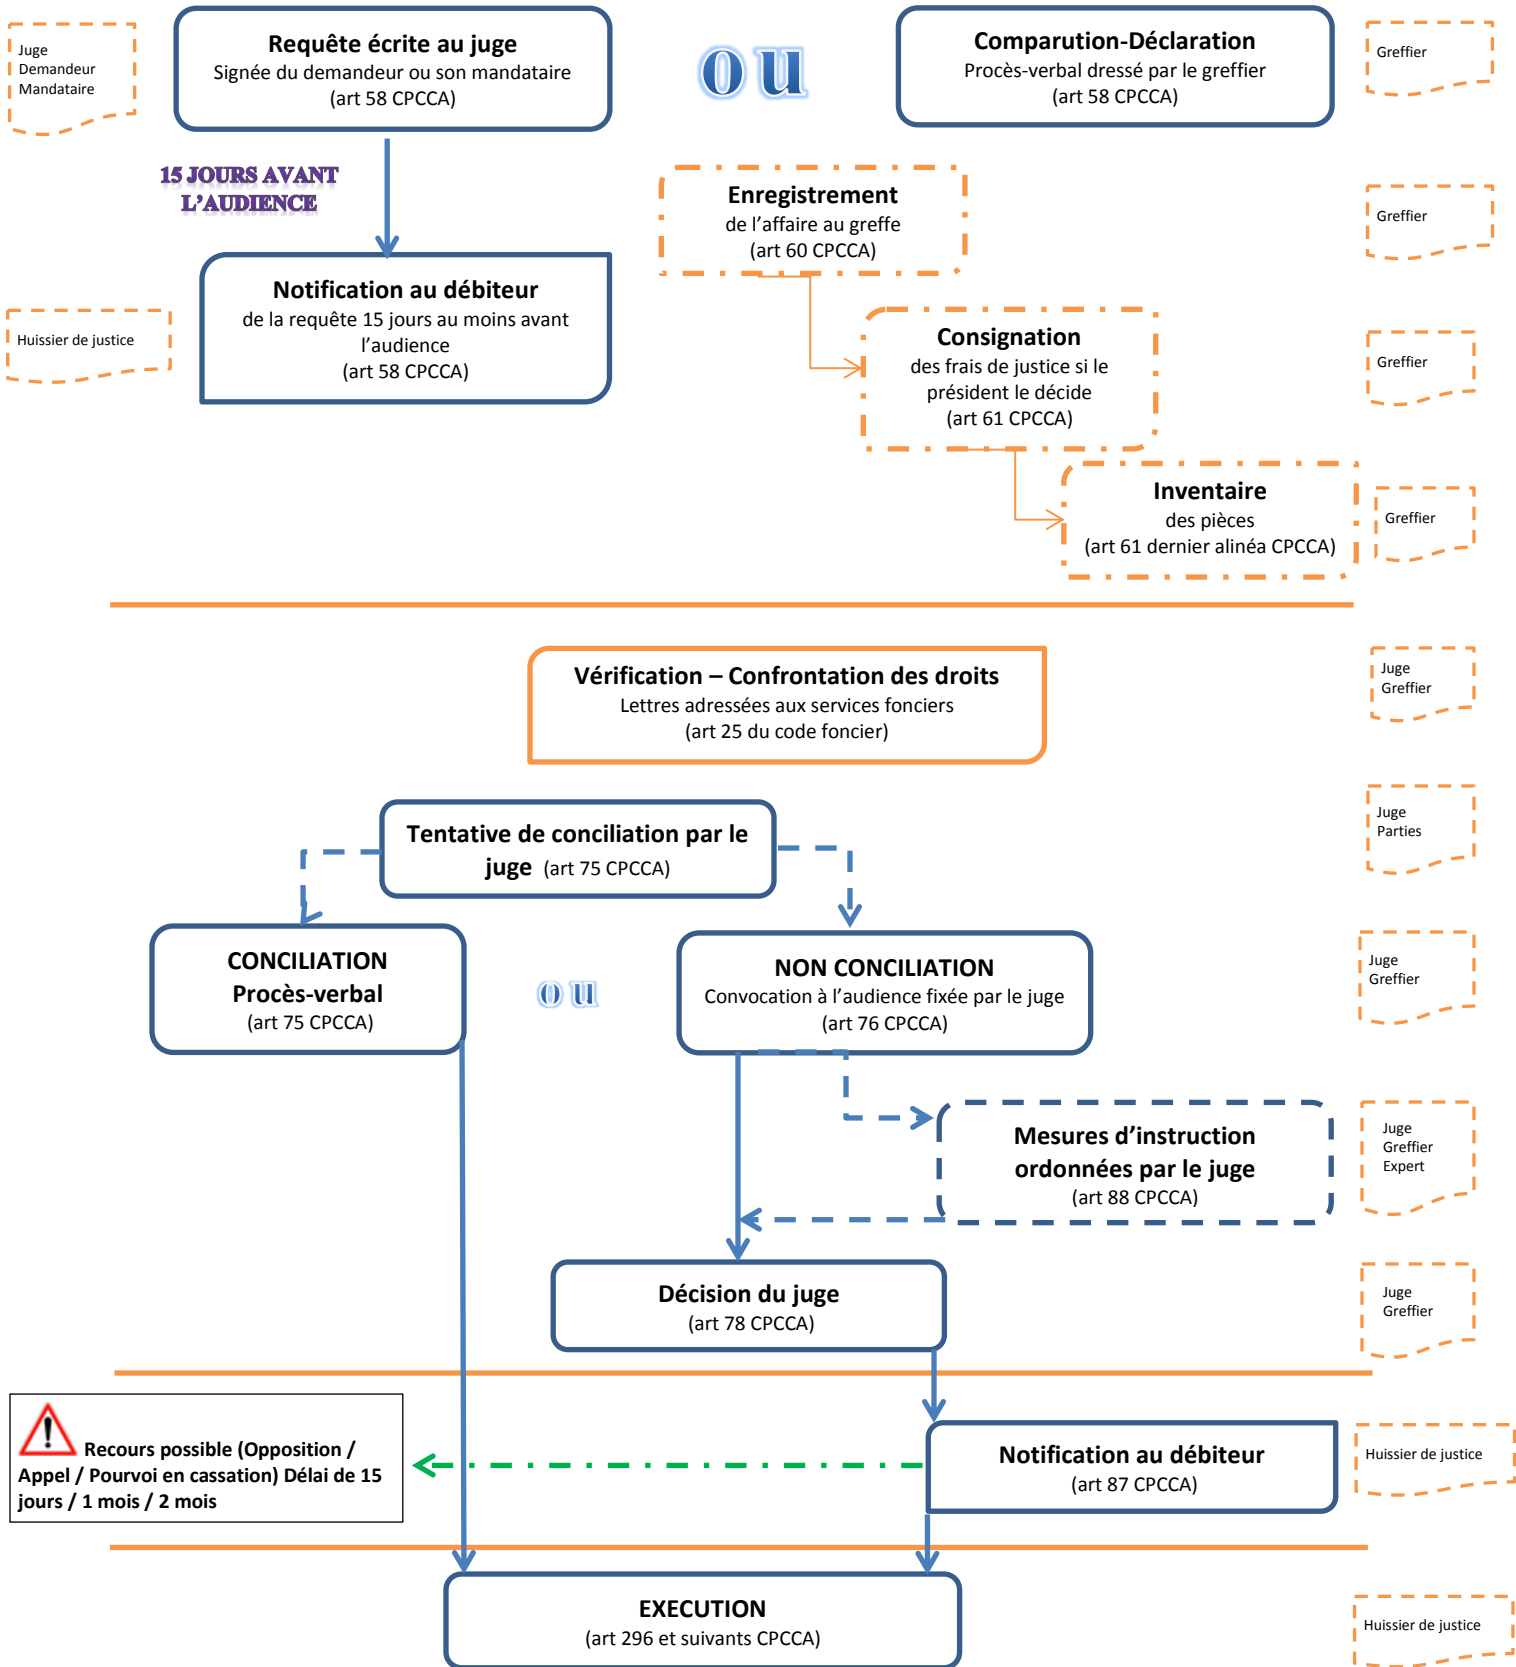 Juge
Demandeur
Mandataire
Requête écrite au juge
Signée du demandeur ou son mandataire
(art 58 CPCCA)
ou
Comparution-Déclaration
Procès-verbal dressé par le greffier
(art 58 CPCCA)
Greffier
15 JOURS AVANT
L'AUDIENCE
Enregistrement
de l'affaire au greffe
(art 60 CPCCA)
Greffier
Huissier de justice
Notification au débiteur
de la requête 15 jours au moins avant
l'audience
(art 58 CPCCA)
Consignation
des frais de justice si le
président le décide
(art 61 CPCCA)
Greffier
Inventaire
des pièces
(art 61 dernier alinéa CPCCA)
Greffier
Vérification – Confrontation des droits
Lettres adressées aux services fonciers
(art 25 du code foncier)
Juge
Greffier
Tentative de conciliation par le
juge (art 75 CPCCA)
Juge
Parties
CONCILIATION
Procès-verbal
(art 75 CPCCA)
ou
NON CONCILIATION
Convocation à l'audience fixée par le juge
(art 76 CPCCA)
Juge
Greffier
Mesures d'instruction
ordonnées par le juge
(art 88 CPCCA)
Juge
Greffier
Expert
Décision du juge
(art 78 CPCCA)
Juge
Greffier
Recours possible (Opposition /
Appel / Pourvoi en cassation) Délai de 15
jours / 1 mois / 2 mois
Notification au débiteur
(art 87 CPCCA)
Huissier de justice
EXECUTION
(art 296 et suivants CPCCA)
Huissier de justice